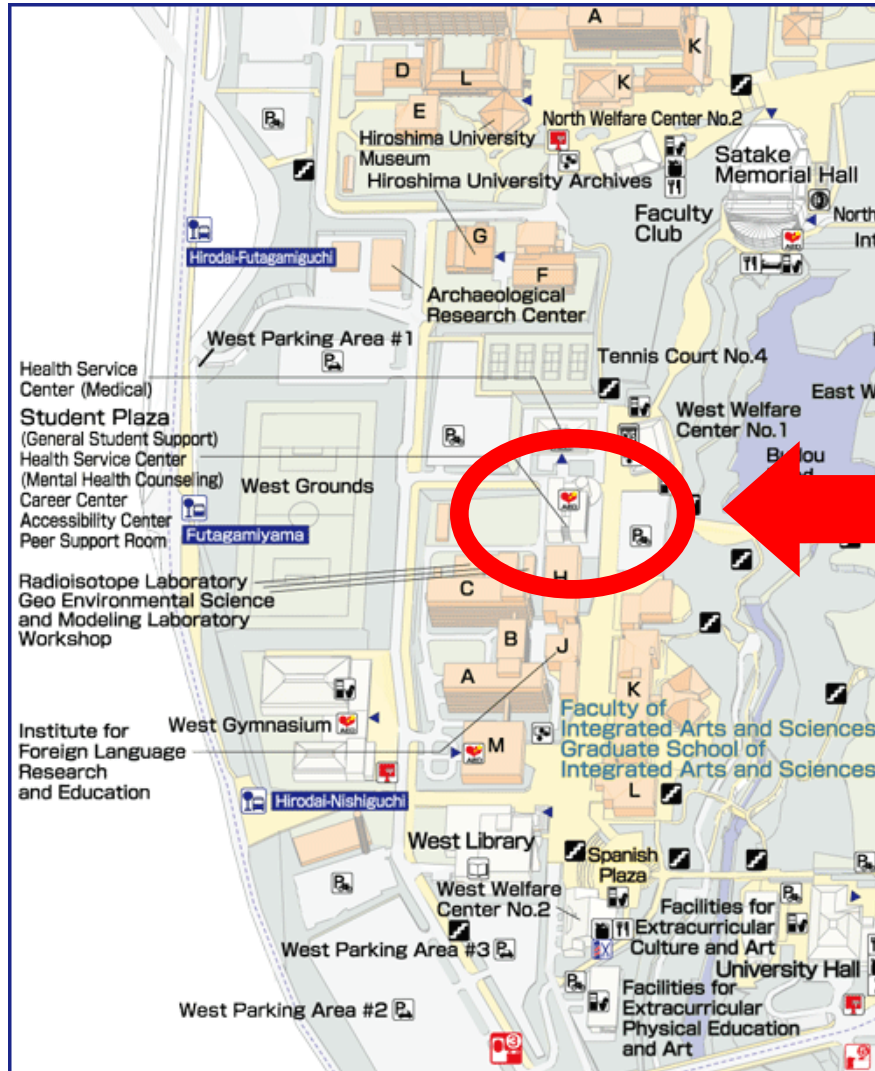 A
K
D
L
K
E
North Welfare Center No.2
Hiroshima University
Museum
Satake
Memorial Hall
Hiroshima University Archives
Faculty
Club
North
Int
G
Hirodai-Futagamiguchi
F
Archaeological
Research Center
West Parking Area #1
Tennis Court No.4
Health Service
Center (Medical)
East W
West Welfare
Center No.1
Student Plaza
(General Student Support)
Health Service Center
(Mental Health Counseling)
Career Center
Accessibility Center
Peer Support Room
West Grounds
AED
Futagamiyama
H
Radioisotope Laboratory
Geo Environmental Science
and Modeling Laboratory
Workshop
C
B
J
A
K
Faculty of
Integrated Arts and Sciences
Graduate School of
Integrated Arts and Sciences
West Gymnasium
AED
Institute for
Foreign Language
Research
and Education
M
AED
L
Hirodai-Nishiguchi
West Library
Spanish
Plaza
West Welfare
Center No.2
Facilities for
Extracurricular
Culture and Art
West Parking Area #3
University Hall
Facilities for
Extracurricular
Physical Education
and Art
West Parking Area #2
3
6